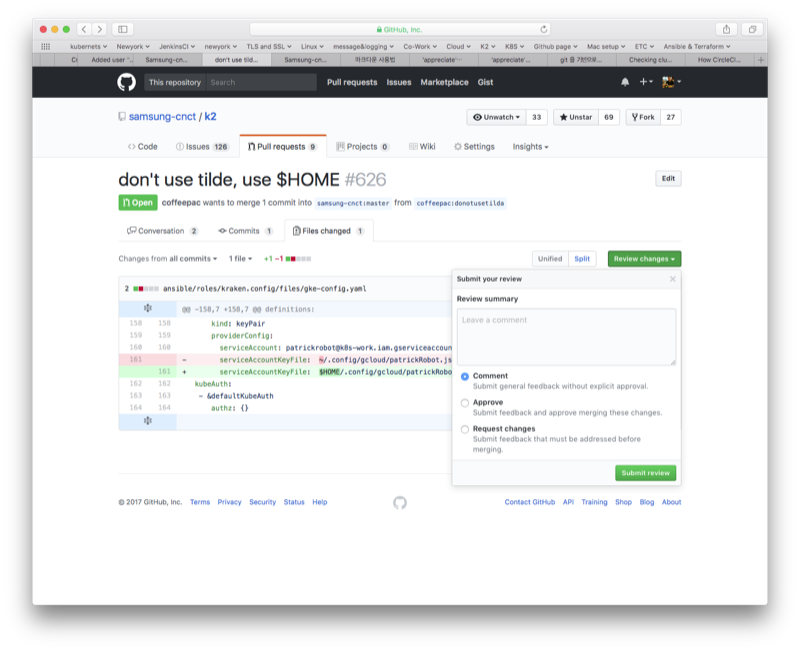 GitHub, Inc.
kubernets Newyork JenkinsCI newyork TLS and SSL Linux message&logging Co-Work Cloud K2 K8S Github page Mac setup ETC Ansible & Terraform
Added user "... Samsung-cn... don't use tild... Samsung-cn... 마크다운 사용법 'appreciate'... 'appreciate'... git 을 기반으로... Checking clu... How CircleCI...
This repository Search Pull requests Issues Marketplace Gist
samsung-cnct / k2 Unwatch 33 Unstar 69 Fork 27
Code Issues 126 Pull requests 9 Projects 0 Wiki Settings Insights
don't use tilde, use $HOME #626 Edit
Open coffeepac wants to merge 1 commit into samsung-cnct:master from coffeepac:donotusetilda
Conversation 2 Commits 1 Files changed 1
Changes from all commits 1 file +1 −1 Unified Split Review changes
2 ansible/roles/kraken.config/files/gke-config.yaml
@@ -158,7 +158,7 @@ definitions:
158 158 kind: keyPair
159 159 providerConfig:
160 160 serviceAccount: patrickrobot@k8s-work.iam.gserviceaccoun
161 - serviceAccountKeyFile: ~/.config/gcloud/patrickRobot.js
161 + serviceAccountKeyFile: $HOME/.config/gcloud/patrickRobo
162 162 kubeAuth:
163 163 - &defaultKubeAuth
164 164 authz: {}
Submit your review
Review summary
Leave a comment
Comment
Submit general feedback without explicit approval.
Approve
Submit feedback and approve merging these changes.
Request changes
Submit feedback that must be addressed before
merging.
Submit review
© 2017 GitHub, Inc. Terms Privacy Security Status Help Contact GitHub API Training Shop Blog About